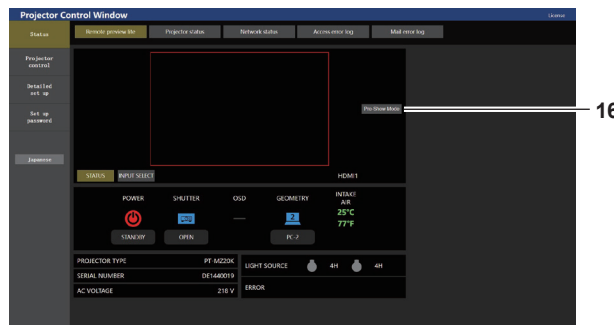 Projector Control Window
License
Status
Remote preview lite
Projector status
Network status
Access error log
Mail error log
Projector
control
Detailed
set up
Set up
password
Japanese
Pre Show Mode
16
STATUS
INPUT SELECT
HDMI1
POWER
SHUTTER
OSD
GEOMETRY
INTAKE
AIR
25°C
77°F
2
STANDBY
OPEN
PC-2
PROJECTOR TYPE PT-MZ20K
SERIAL NUMBER DE1440019
AC VOLTAGE 218 V
LIGHT SOURCE 4H 4H
ERROR